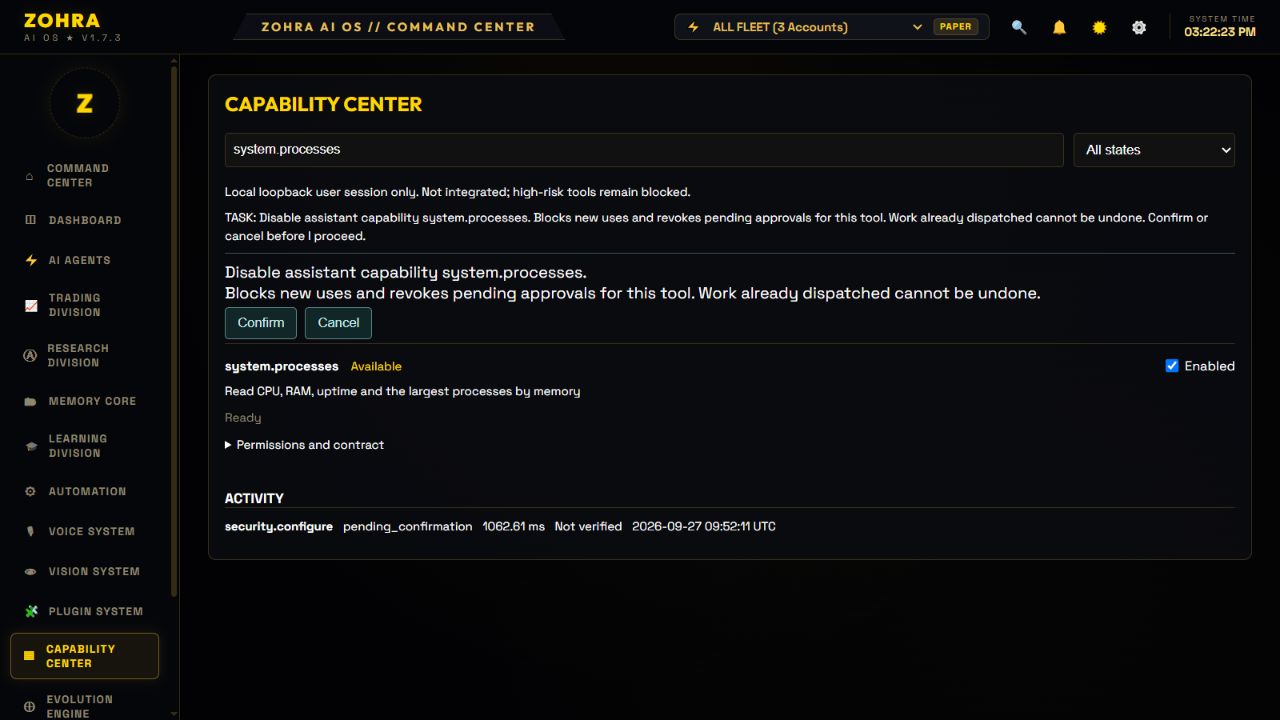 ZOHRA
AI OS ★ V1.7.3
ZOHRA AI OS // COMMAND CENTER
⚡ ALL FLEET (3 Accounts)
PAPER
SYSTEM TIME
03:22:23 PM
Z
COMMAND
CENTER
DASHBOARD
AI AGENTS
TRADING
DIVISION
RESEARCH
DIVISION
MEMORY CORE
LEARNING
DIVISION
AUTOMATION
VOICE SYSTEM
VISION SYSTEM
PLUGIN SYSTEM
CAPABILITY
CENTER
EVOLUTION
ENGINE
CAPABILITY CENTER
system.processes
All states
Local loopback user session only. Not integrated; high-risk tools remain blocked.
TASK: Disable assistant capability system.processes. Blocks new uses and revokes pending approvals for this tool. Work already dispatched cannot be undone. Confirm or
cancel before I proceed.
Disable assistant capability system.processes.
Blocks new uses and revokes pending approvals for this tool. Work already dispatched cannot be undone.
Confirm
Cancel
system.processes Available
Enabled
Read CPU, RAM, uptime and the largest processes by memory
Ready
Permissions and contract
ACTIVITY
security.configure pending_confirmation 1062.61 ms Not verified 2026-09-27 09:52:11 UTC